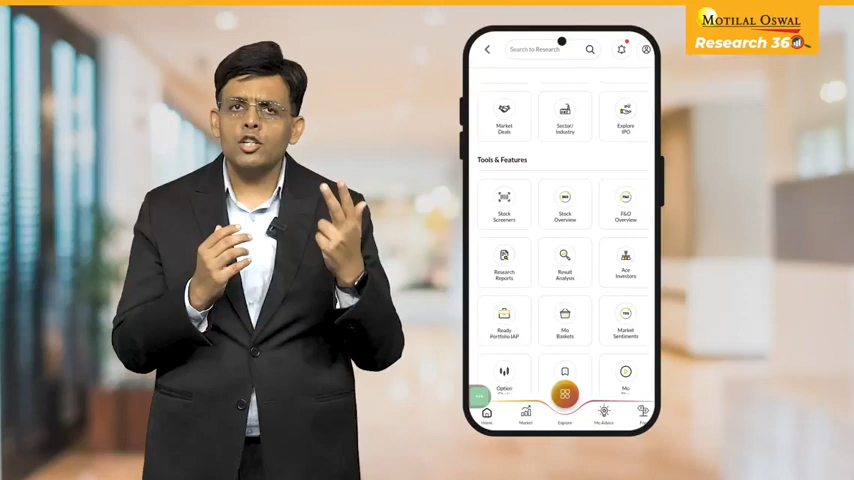 MOTILAL OSWAL
Research 36
Search to Research
Market
Deals
Sector/
Industry
Explore
IPO
Tools & Features
Stock
Screeners
Stock
Overview
F&O
Overview
Research
Reports
Result
Analysis
Ace
Investors
Ready
Portfolio IAP
Mo
Baskets
Market
Sentiments
Option
Mo
Home
Market
Explore
Mo Advice